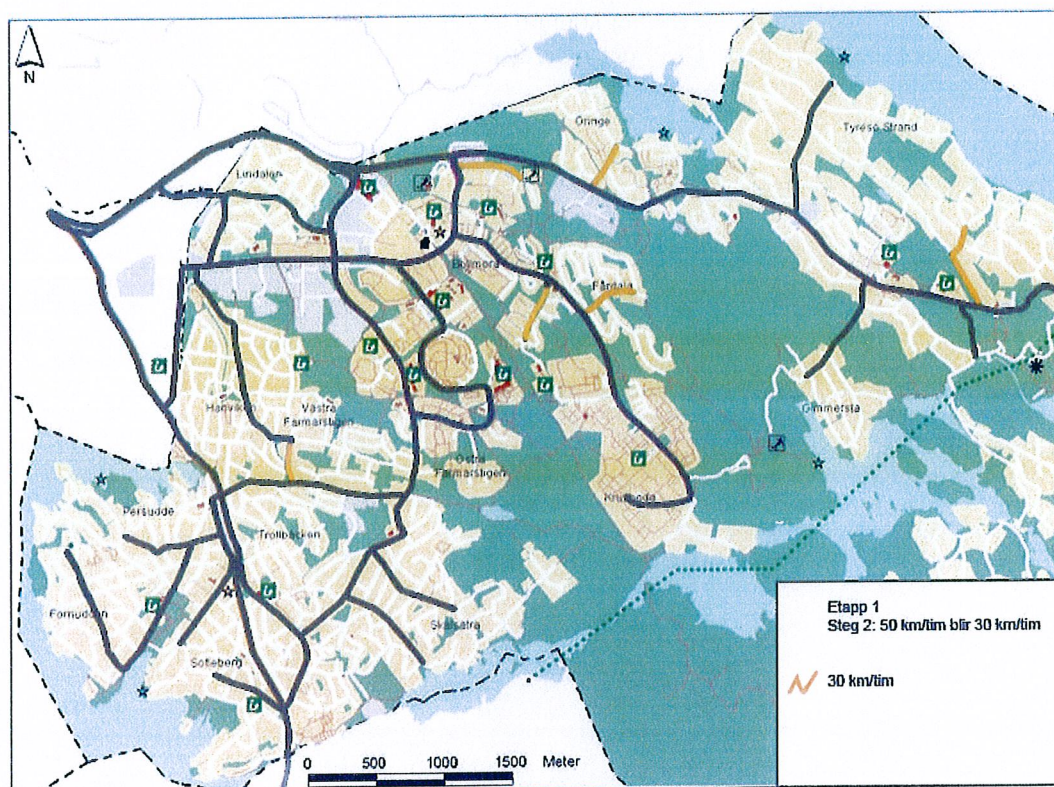 N
Öringe
Tyresö Strand
Lindalen
Bollmora
Fårdala
Hanviken
Västra
Farmarstigen
Gimmersta
Östra
Farmarstigen
Krusboda
Persudde
Trollbäcken
Fornudden
Skälsätra
Sofieberg
Etapp 1
Steg 2: 50 km/tim blir 30 km/tim
30 km/tim
0 500 1000 1500 Meter